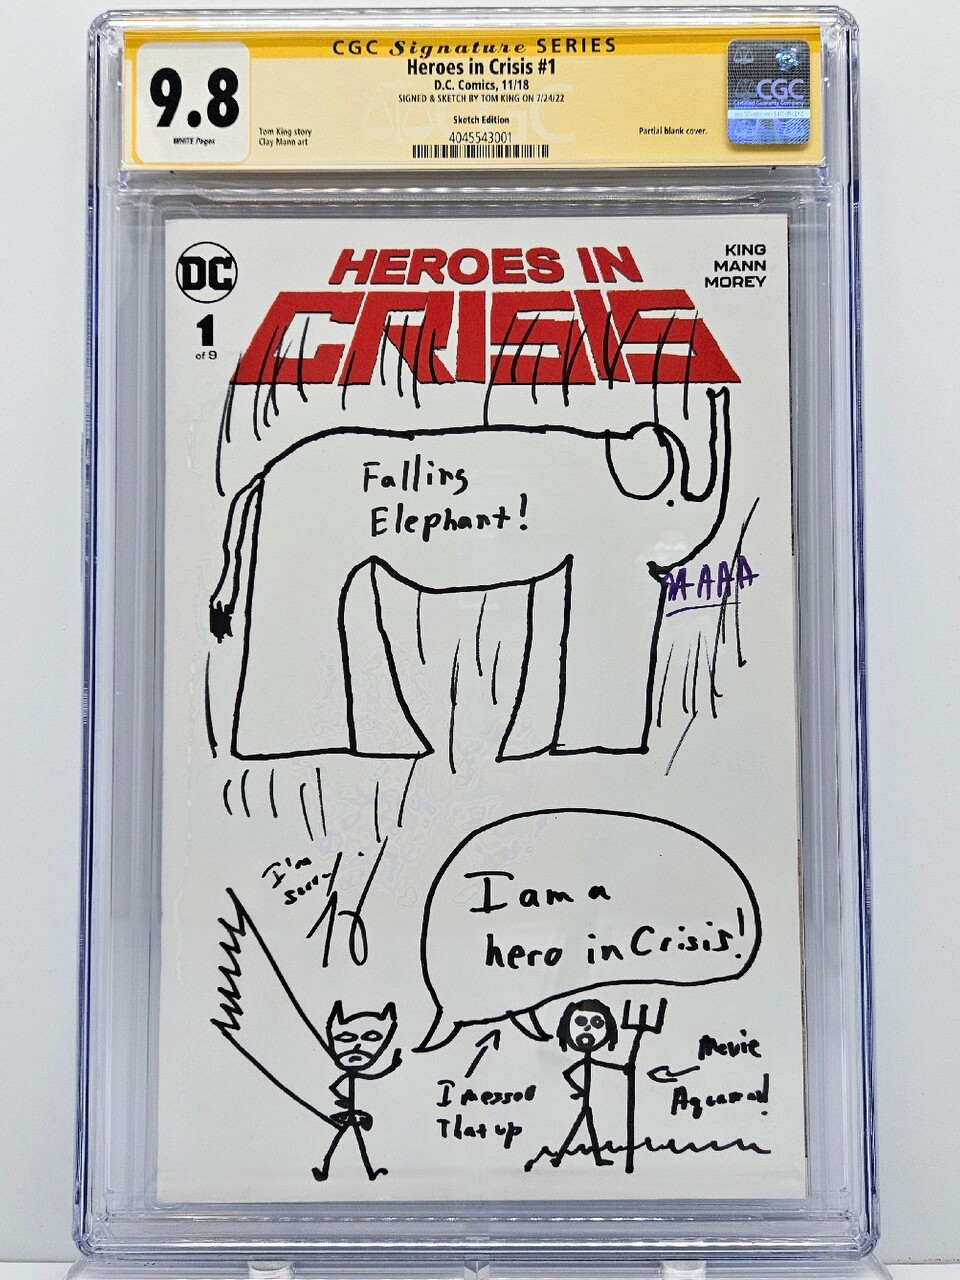 CGC Signature SERIES
Heroes in Crisis #1
D.C. Comics, 11/18
SIGNED & SKETCH BY TOM KING ON 7/24/22
Sketch Edition
4045543001
9.8
WHITE Pages
Tom King story
Clay Mann art
Partial blank cover.
CGC
DC
HEROES IN
CRISIS
KING
MANN
MOREY
1
of 9
Falling
Elephant!
AAAA
I'm
I am a
hero in Crisis!
I messed
That up
Movie
Aquaman!